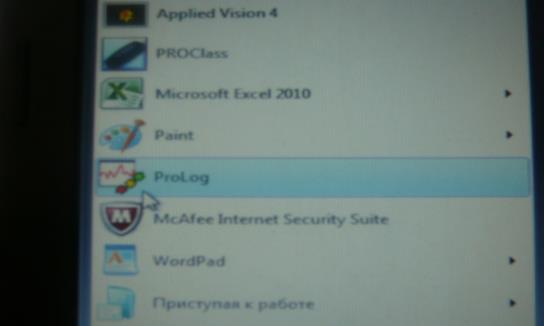 Applied Vision 4
PROClass
Microsoft Excel 2010
Paint
ProLog
McAfee Internet Security Suite
WordPad
Приступая к работе